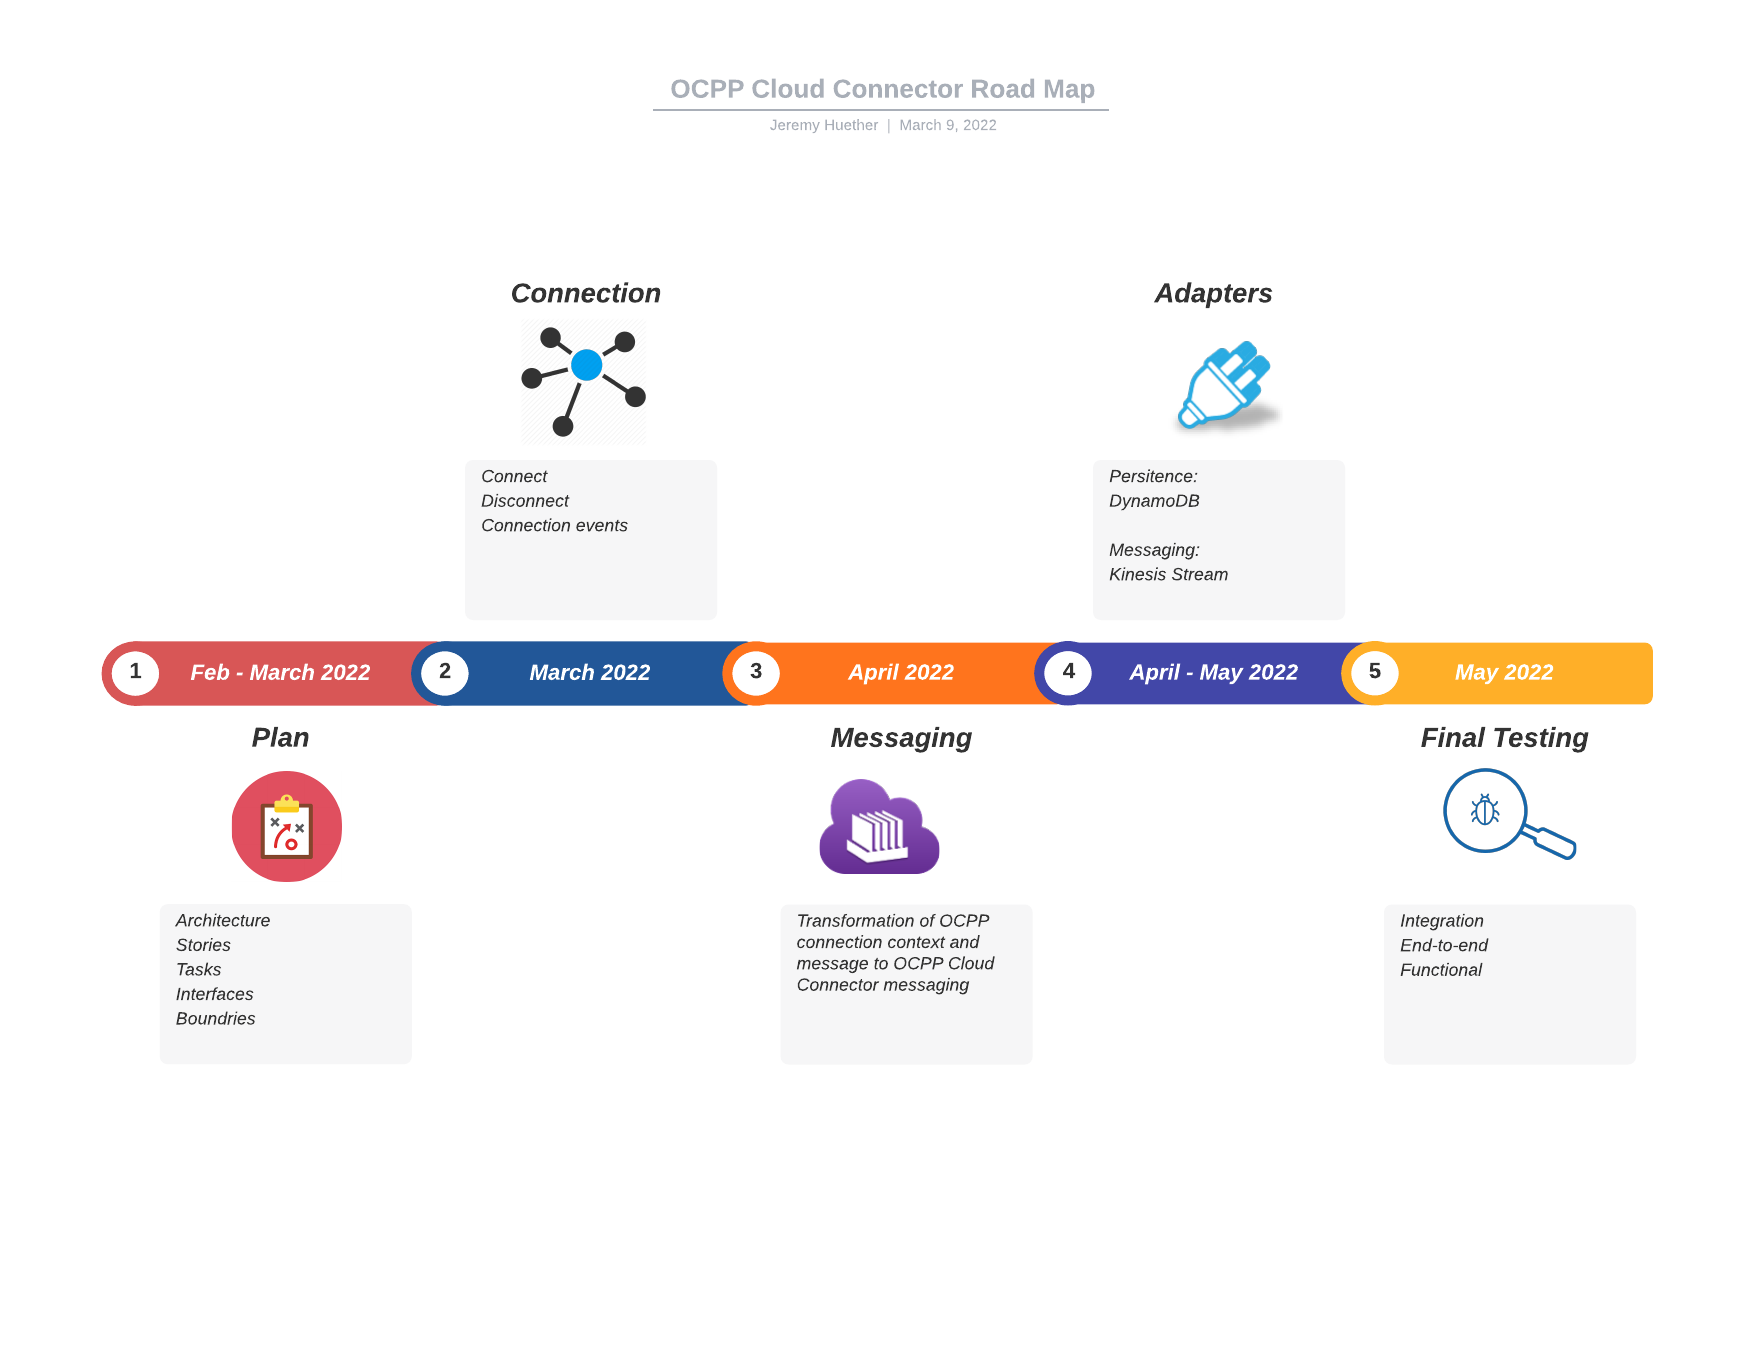 OCPP Cloud Connector Road Map
Jeremy Huether | March 9, 2022
Connection
Connect
Disconnect
Connection events
Adapters
Persitence:
DynamoDB
Messaging:
Kinesis Stream
1 Feb - March 2022 2 March 2022 3 April 2022 4 April - May 2022 5 May 2022
Plan
Architecture
Stories
Tasks
Interfaces
Boundries
Messaging
Transformation of OCPP
connection context and
message to OCPP Cloud
Connector messaging
Final Testing
Integration
End-to-end
Functional